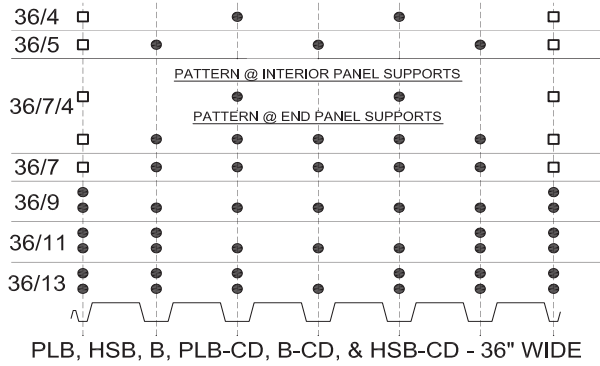 36/4
36/5
PATTERN @ INTERIOR PANEL SUPPORTS
36/7/4
PATTERN @ END PANEL SUPPORTS
36/7
36/9
36/11
36/13
PLB, HSB, B, PLB-CD, B-CD, & HSB-CD - 36" WIDE